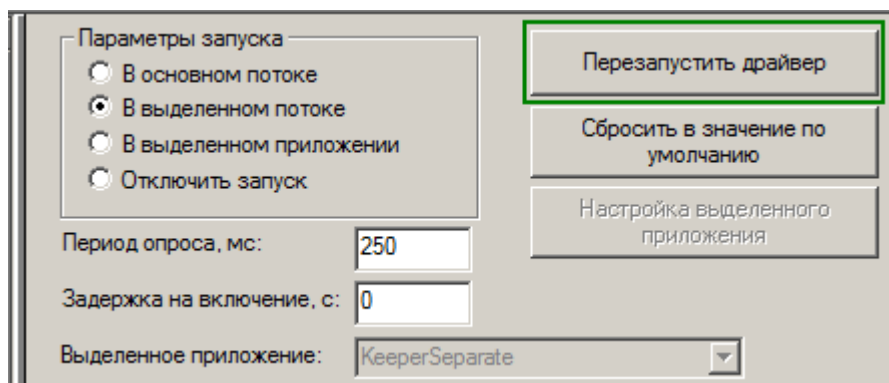 Параметры запуска
В основном потоке
В выделенном потоке
В выделенном приложении
Отключить запуск
Перезапустить драйвер
Сбросить в значение по
умолчанию
Настройка выделенного
приложения
Период опроса, мс:
250
Задержка на включение, с:
0
Выделенное приложение:
KeeperSeparate